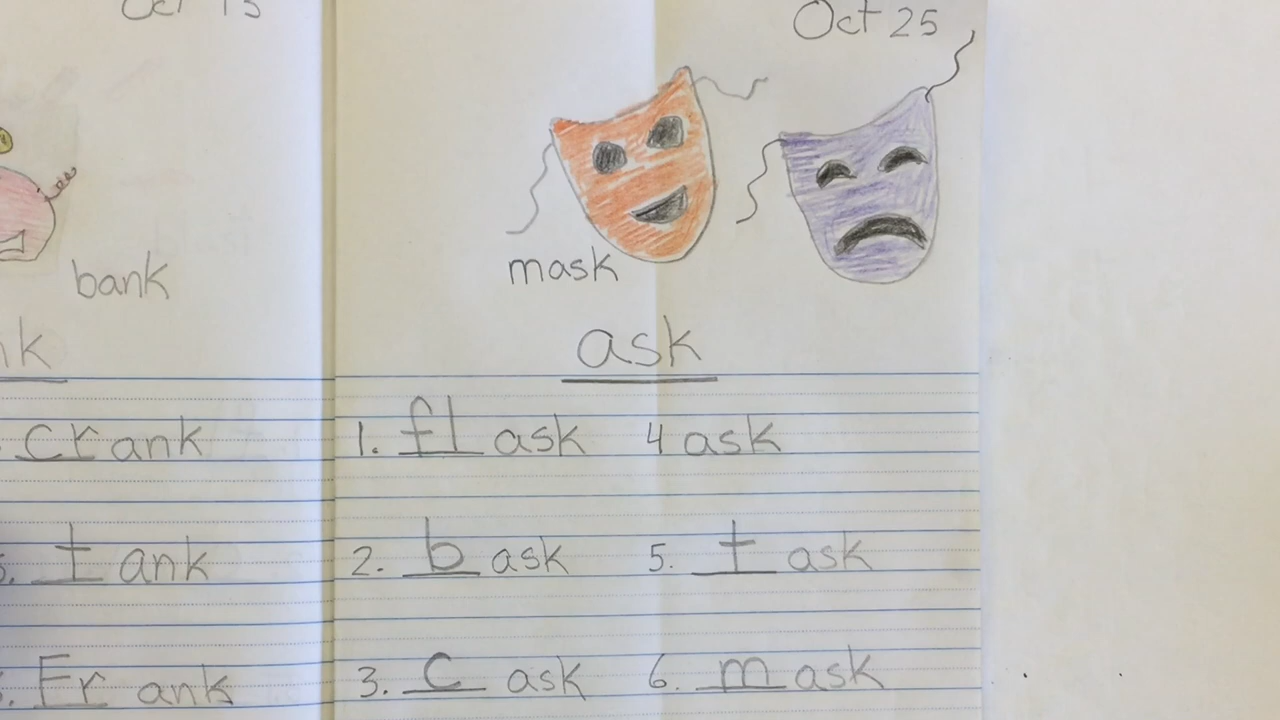 Oct 25
bank
mask
ask
crank
1. flask 4 ask
tank
2. bask 5. task
Frank
3. cask 6. mask